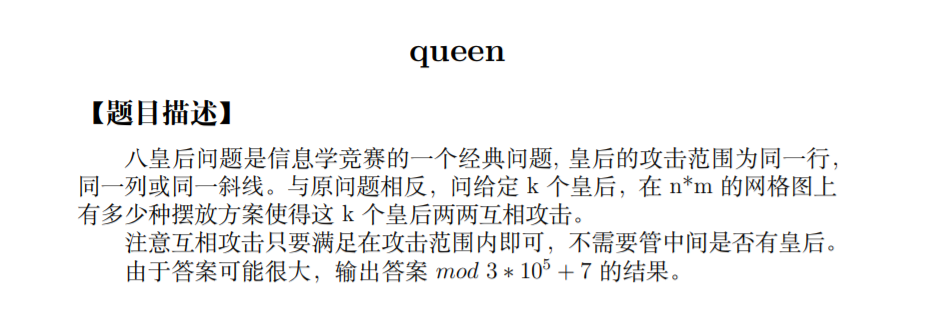 queen
【题目描述】
八皇后问题是信息学竞赛的一个经典问题, 皇后的攻击范围为同一行，
同一列或同一斜线。与原问题相反，问给定 k 个皇后，在 n*m 的网格图上
有多少种摆放方案使得这 k 个皇后两两互相攻击。
注意互相攻击只要满足在攻击范围内即可，不需要管中间是否有皇后。
由于答案可能很大，输出答案 mod 3 ∗ 10⁵ + 7 的结果。